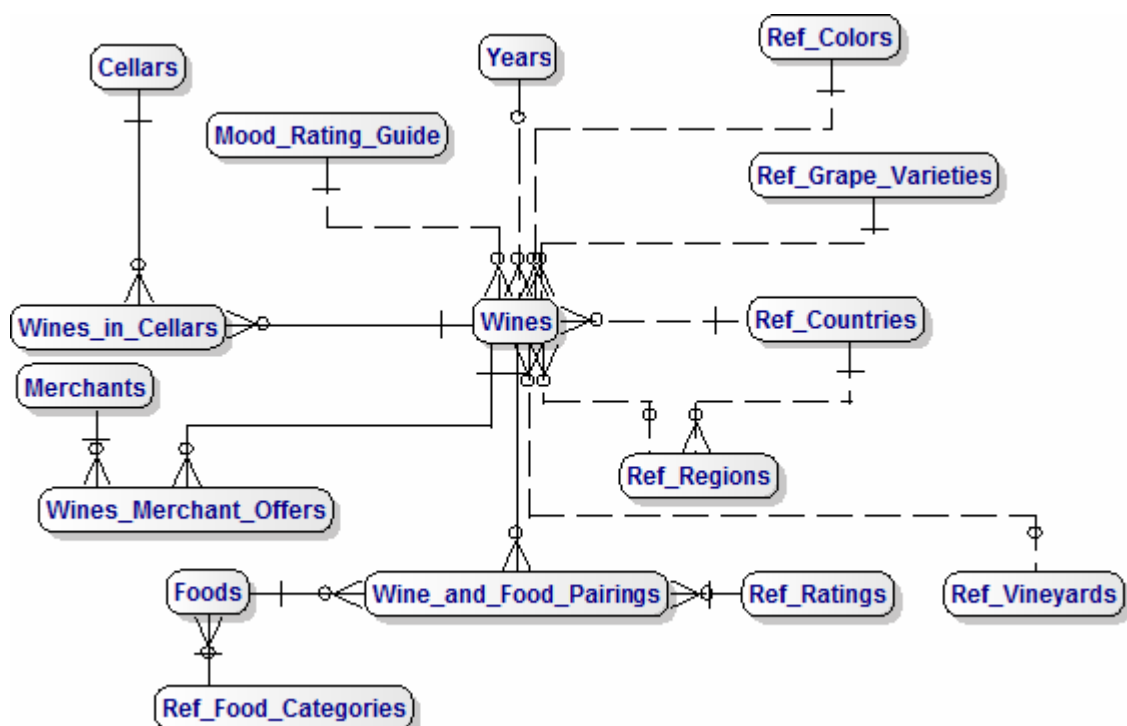 Ref_Colors
Years
Cellars
Mood_Rating_Guide
Ref_Grape_Varieties
Wines_in_Cellars
Wines
Ref_Countries
Merchants
Ref_Regions
Wines_Merchant_Offers
Foods
Wine_and_Food_Pairings
Ref_Ratings
Ref_Vineyards
Ref_Food_Categories